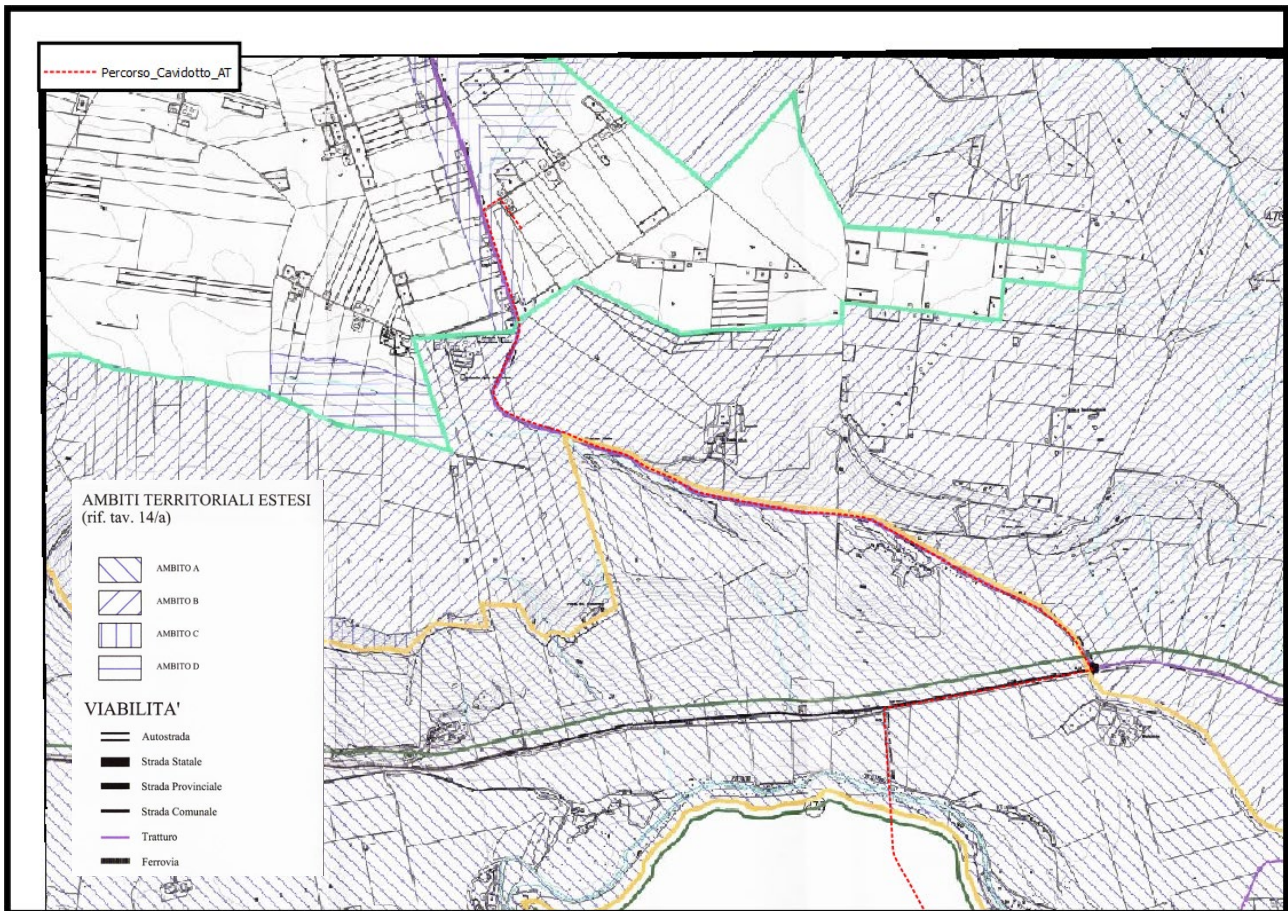 Percorso_Cavidotto_AT
AMBITI TERRITORIALI ESTESI
(rif. tav. 14/a)
AMBITO A
AMBITO B
AMBITO C
AMBITO D
VIABILITA'
Autostrada
Strada Statale
Strada Provinciale
Strada Comunale
Tratturo
Ferrovia